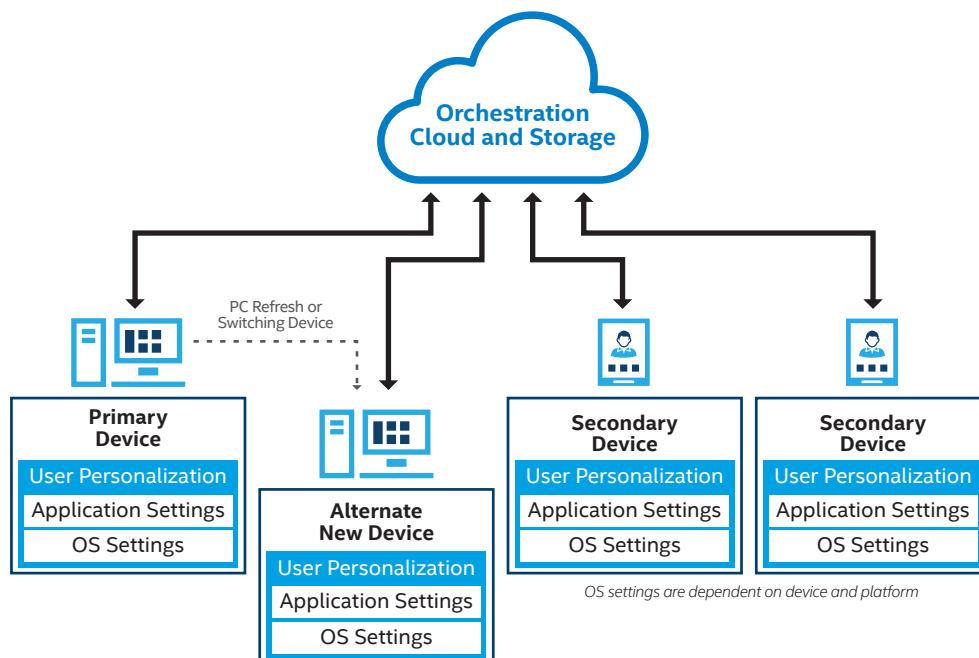 Orchestration
Cloud and Storage
PC Refresh or
Switching Device
Primary
Device
User Personalization
Application Settings
OS Settings
Alternate
New Device
User Personalization
Application Settings
OS Settings
Secondary
Device
User Personalization
Application Settings
OS Settings
Secondary
Device
User Personalization
Application Settings
OS Settings
OS settings are dependent on device and platform